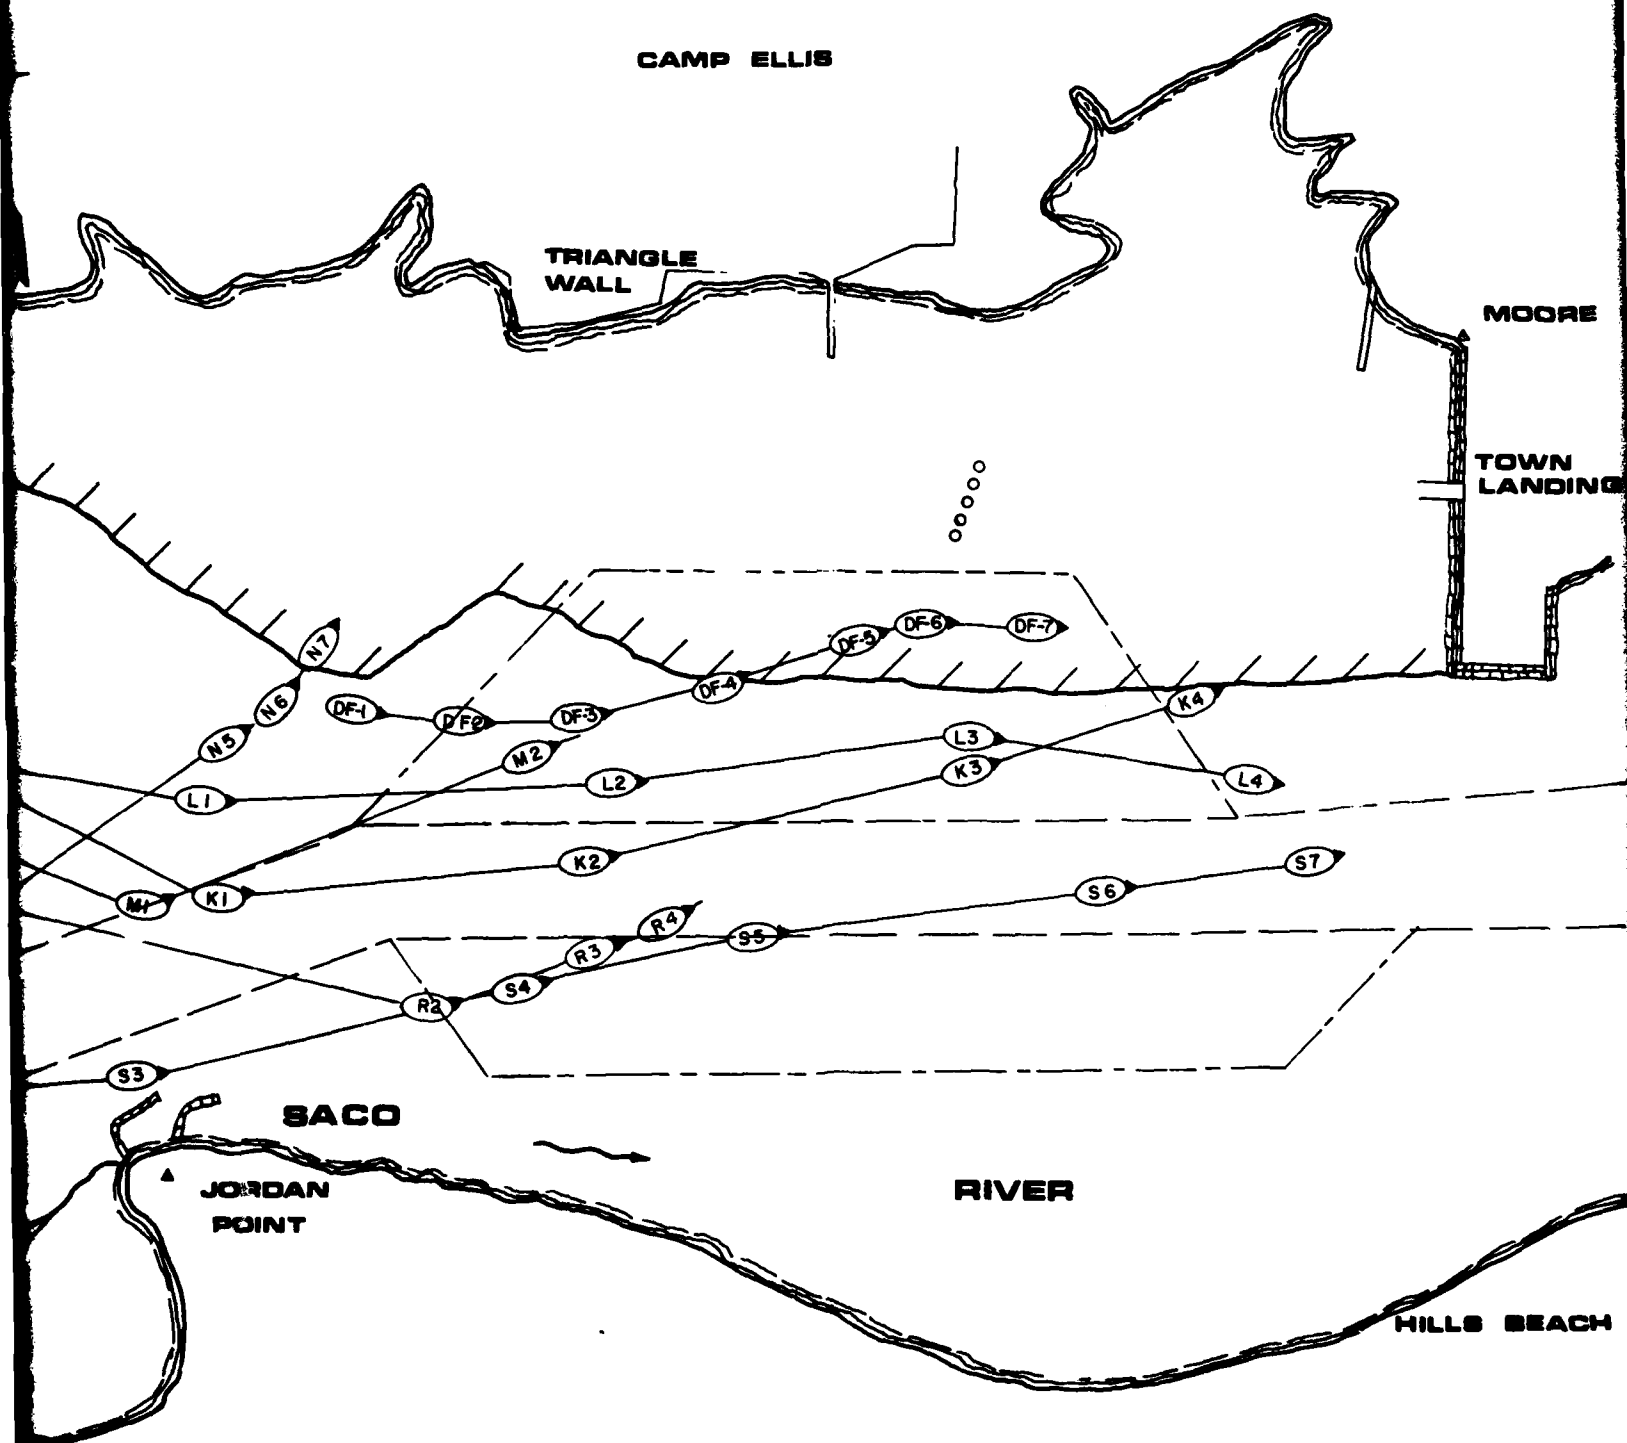 CAMP ELLIS
TRIANGLE
WALL
MOORE
TOWN
LANDING
N7
DF-6
DF-7
DF-5
DF-4
N6
DF-1
DF2
DF-3
K4
N5
M2
L3
K3
L2
L4
L1
K2
S7
K1
M1
S6
R4
S5
R3
S4
R2
S3
SACO
JORDAN
POINT
RIVER
HILLS BEACH